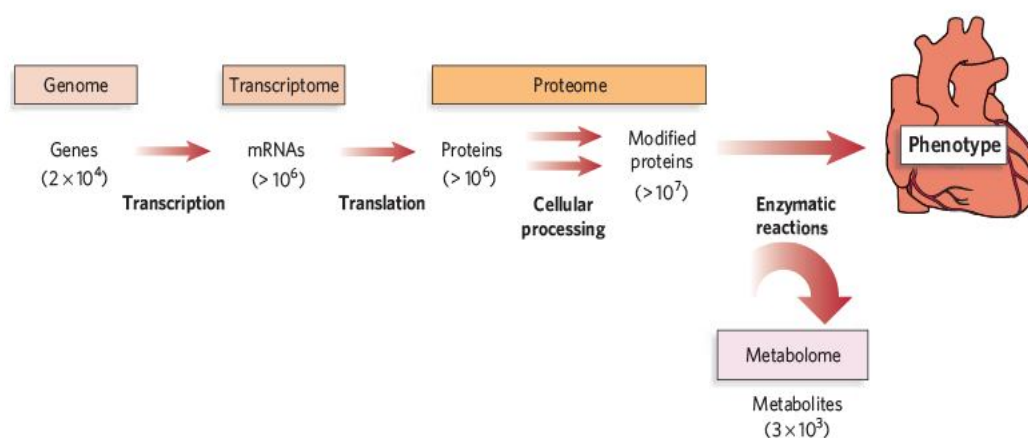 Genome
Transcriptome
Proteome
Genes
(2 × 10⁴)
Transcription
mRNAs
(> 10⁶)
Translation
Proteins
(> 10⁶)
Cellular
processing
Modified
proteins
(> 10⁷)
Phenotype
Enzymatic
reactions
Metabolome
Metabolites
(3 × 10³)